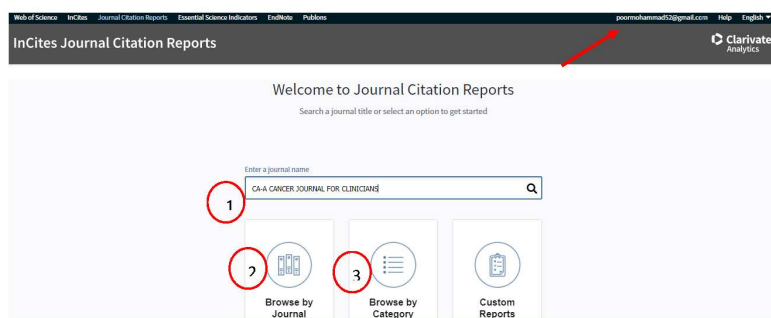 Web of Science InCites Journal Citation Reports Essential Science Indicators EndNote Publons poormohammad52@gmail.com Help English
InCites Journal Citation Reports Clarivate
Analytics
Welcome to Journal Citation Reports
Search a journal title or select an option to get started
Enter a journal name
CA-A CANCER JOURNAL FOR CLINICIANS
1
2 3
Browse by Browse by Custom
Journal Category Reports